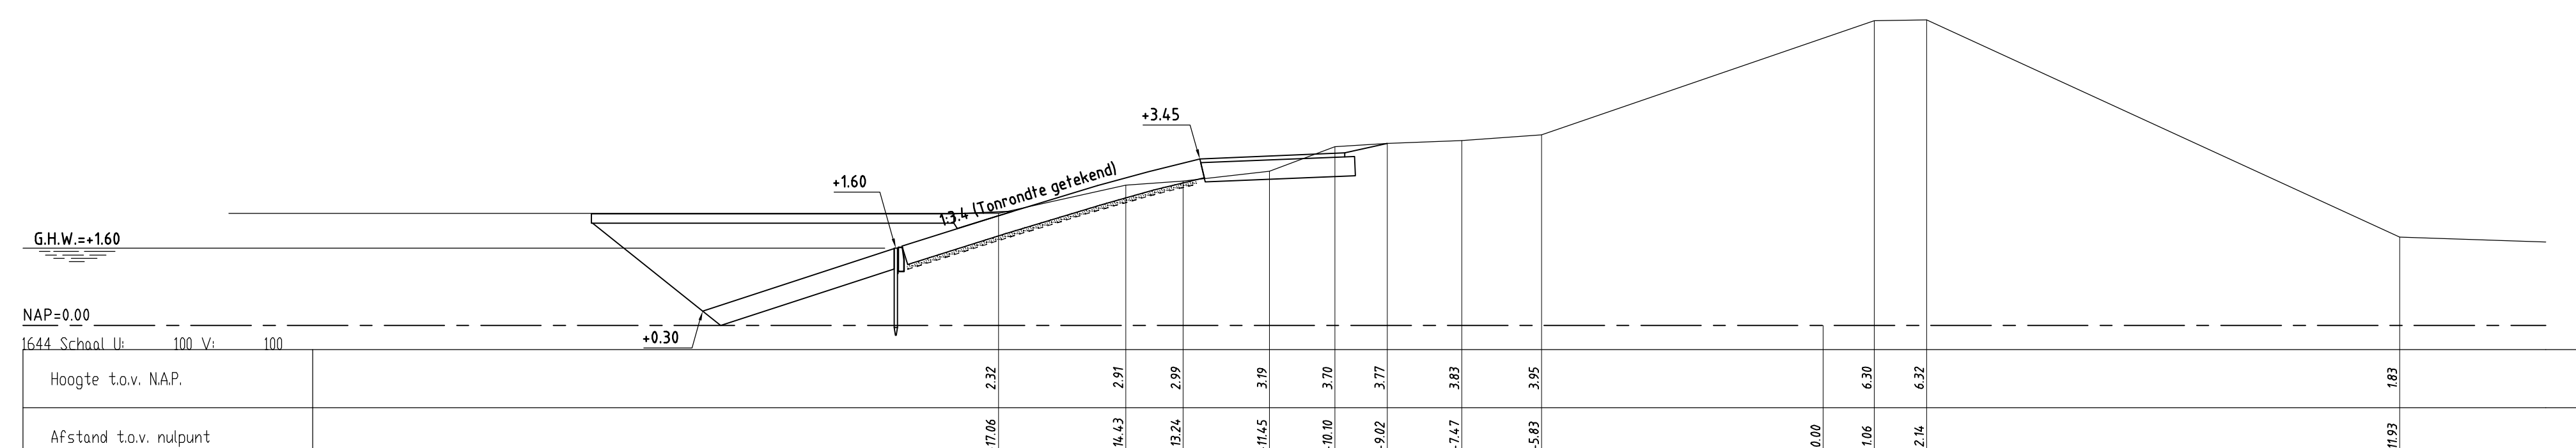 +3.45
+1.60
1:3.4 (Tonrondte getekend)
G.H.W.=+1.60
NAP=0.00
+0.30
1644 Schaal U: 100 V: 100
Hoogte t.o.v. N.A.P. 2.32 2.91 2.99 3.19 3.70 3.77 3.83 3.95 6.30 6.32 1.83
Afstand t.o.v. nulpunt 17.06 14.43 13.24 -11.45 -10.10 -9.02 -7.47 -5.83 0.00 1.06 2.14 11.93